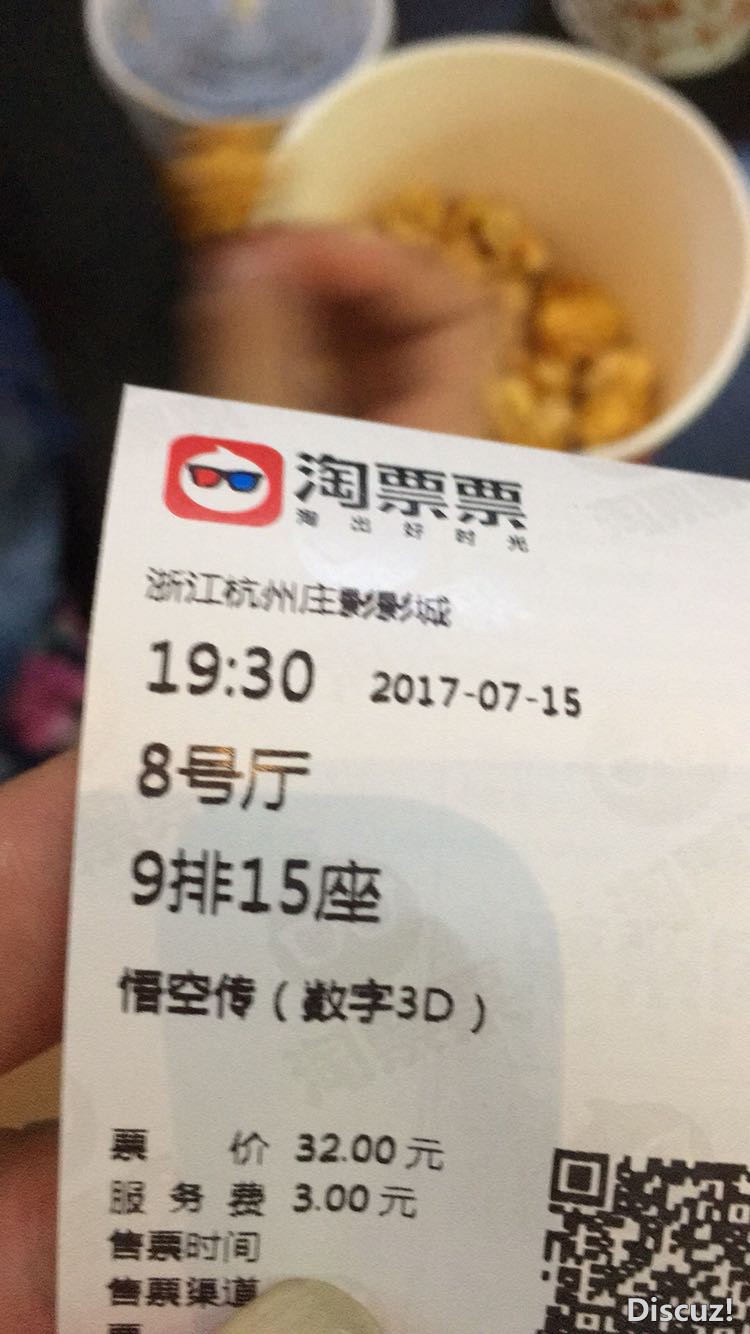 淘票票
淘出好时光
浙江杭州庄影影城
19:30 2017-07-15
8号厅
9排15座
悟空传（数字3D）
票 价 32.00元
服务费 3.00元
售票时间
售票渠道
Discuz!